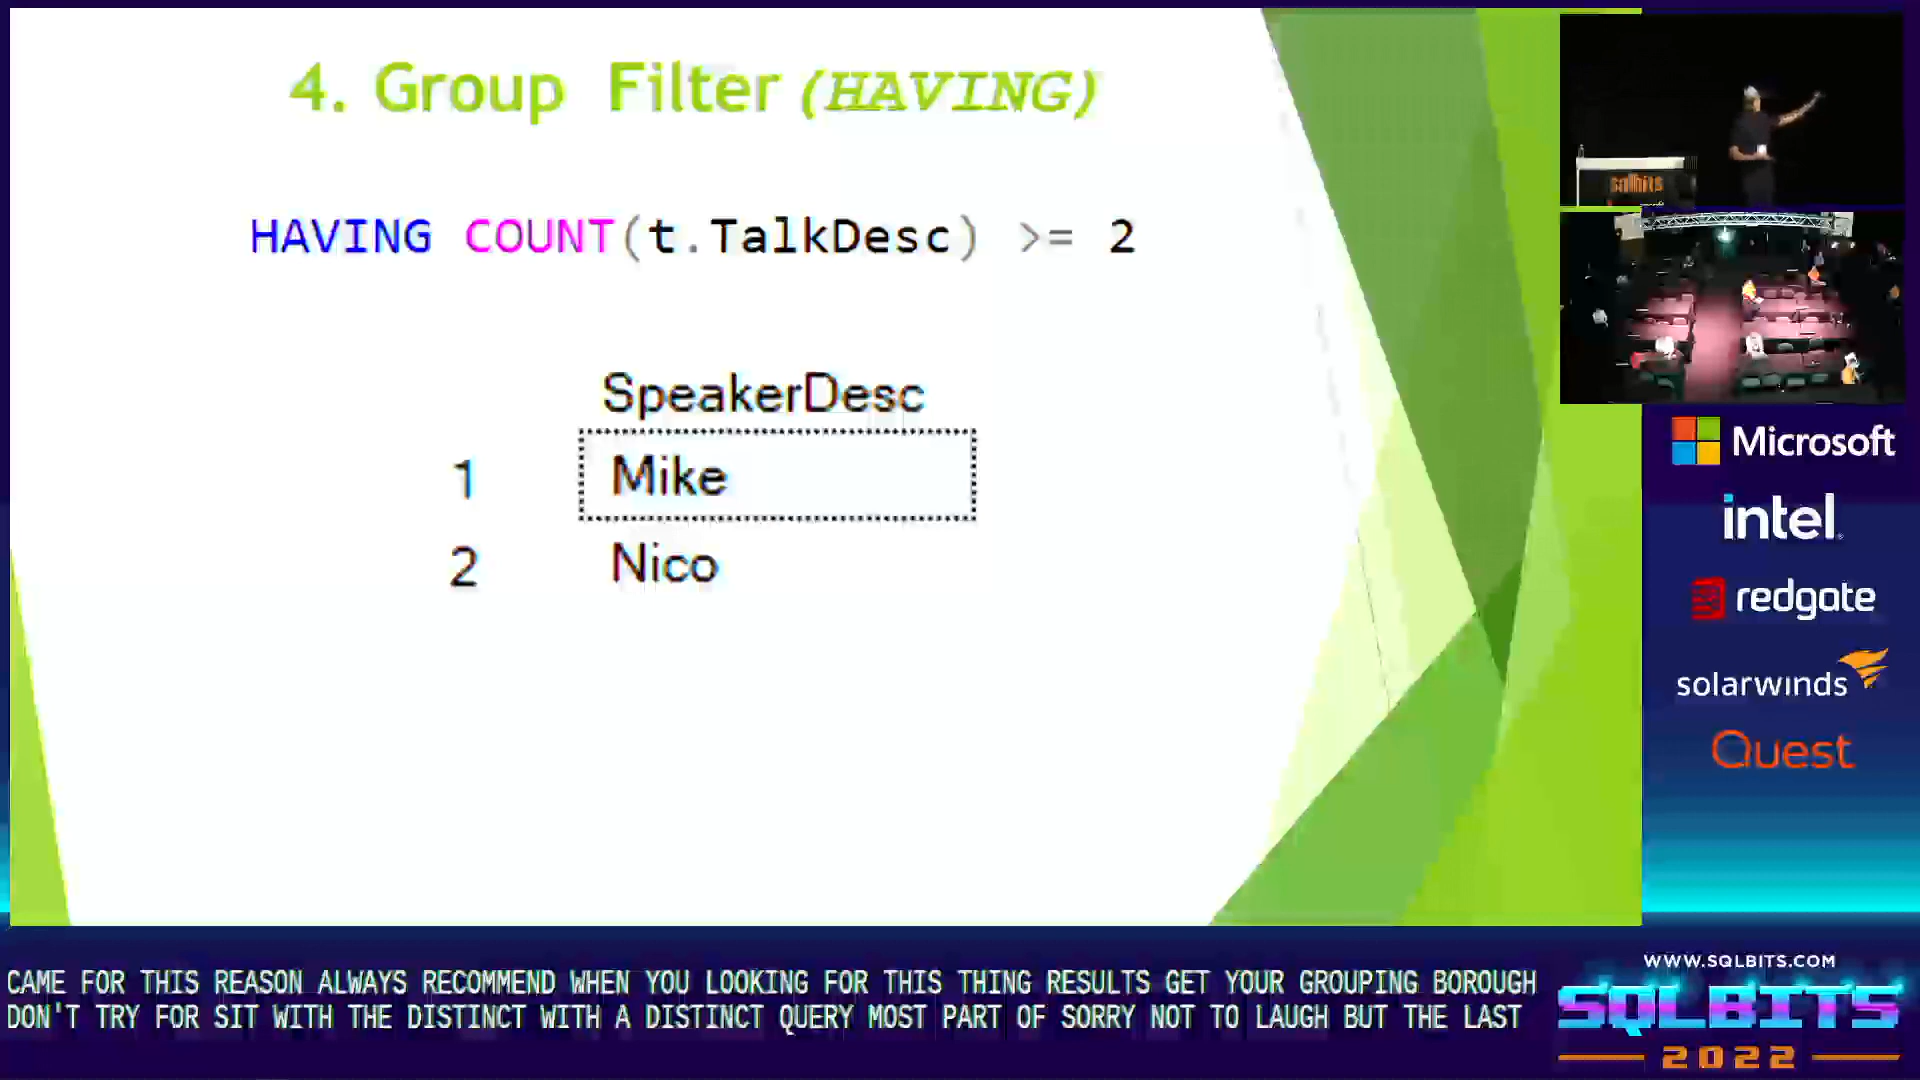 4. Group Filter (HAVING)
HAVING COUNT(t.TalkDesc) >= 2
SpeakerDesc
1 Mike
2 Nico
sqlbits
Microsoft
intel.
redgate
solarwinds
Quest
WWW.SQLBITS.COM
SQLBITS
2022
CAME FOR THIS REASON ALWAYS RECOMMEND WHEN YOU LOOKING FOR THIS THING RESULTS GET YOUR GROUPING BOROUGH
DON'T TRY FOR SIT WITH THE DISTINCT WITH A DISTINCT QUERY MOST PART OF SORRY NOT TO LAUGH BUT THE LAST